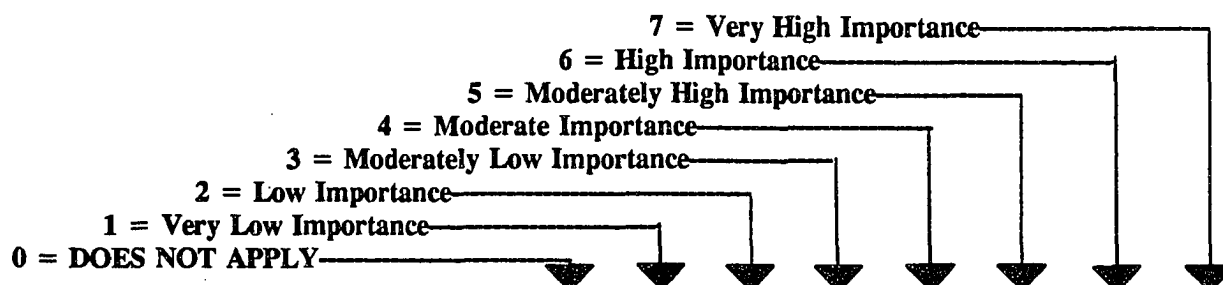 7 = Very High Importance
6 = High Importance
5 = Moderately High Importance
4 = Moderate Importance
3 = Moderately Low Importance
2 = Low Importance
1 = Very Low Importance
0 = DOES NOT APPLY